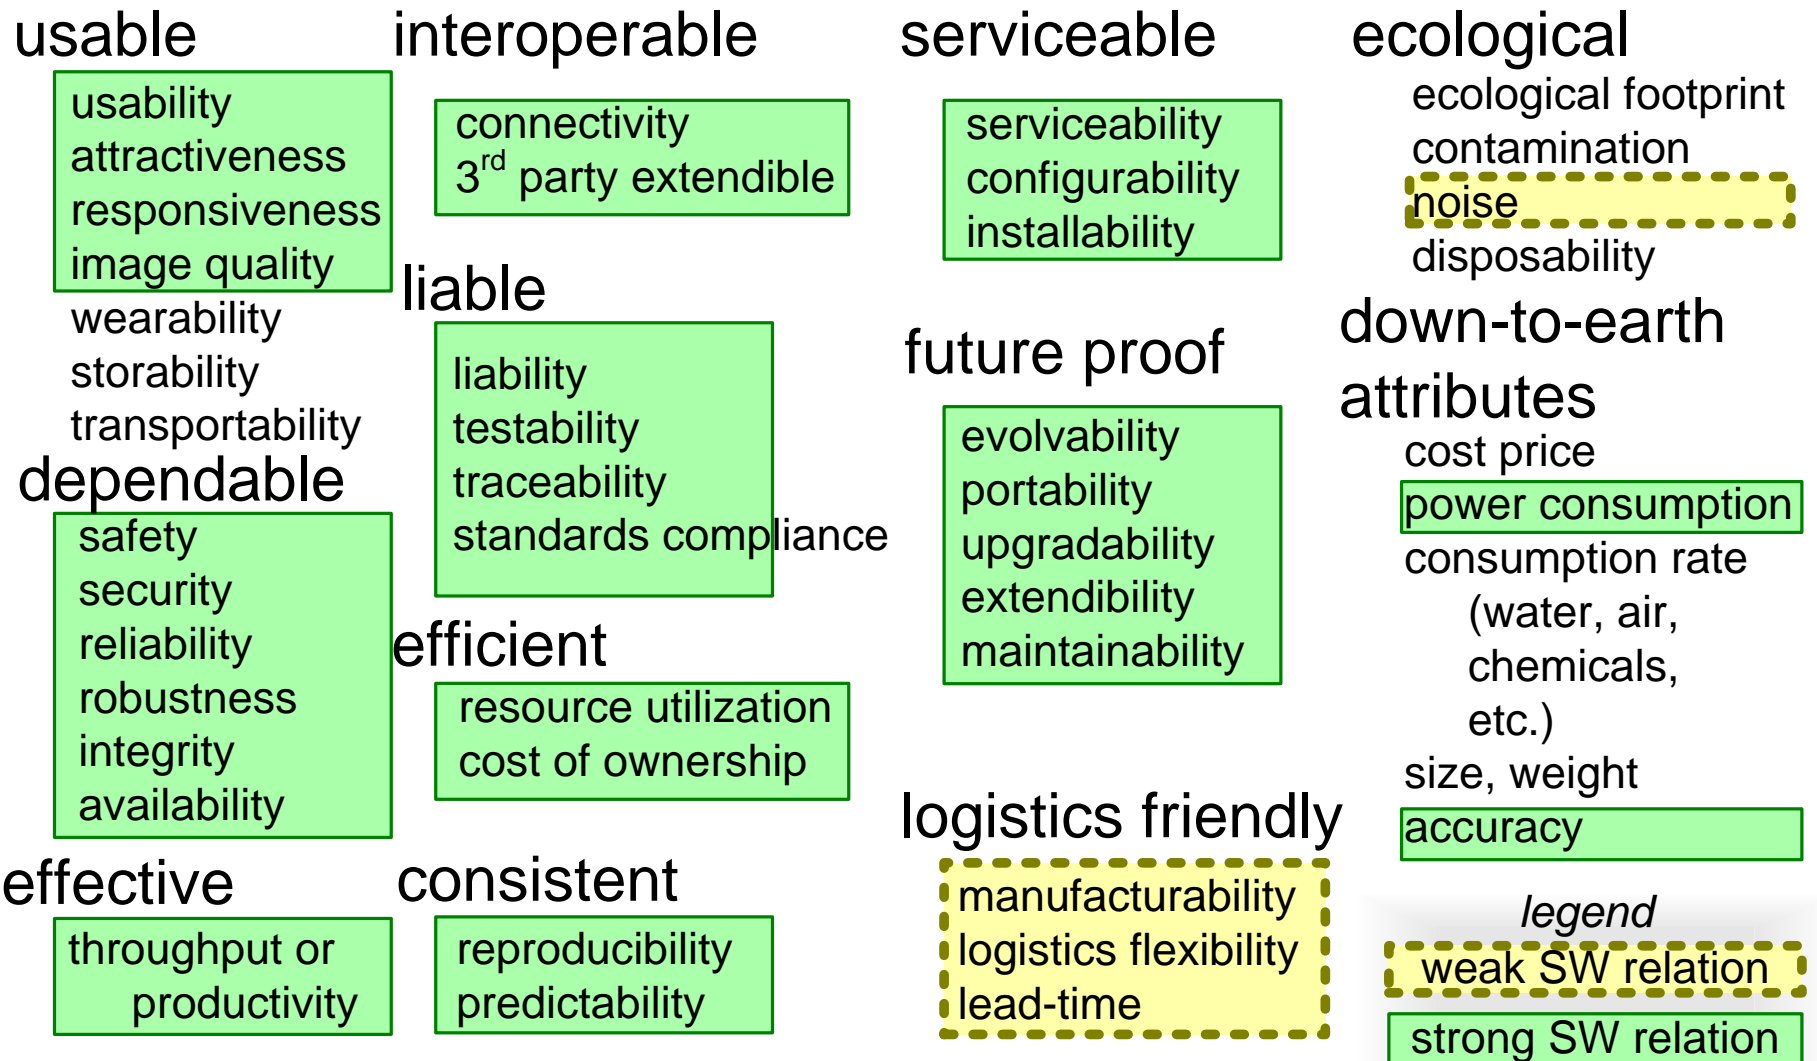 usable
usability
attractiveness
responsiveness
image quality
wearability
storability
transportability
dependable
safety
security
reliability
robustness
integrity
availability
effective
throughput or
productivity
interoperable
connectivity
3rd party extendible
liable
liability
testability
traceability
standards compliance
efficient
resource utilization
cost of ownership
consistent
reproducibility
predictability
serviceable
serviceability
configurability
installability
future proof
evolvability
portability
upgradability
extendibility
maintainability
logistics friendly
manufacturability
logistics flexibility
lead-time
ecological
ecological footprint
contamination
noise
disposability
down-to-earth
attributes
cost price
power consumption
consumption rate
(water, air,
chemicals,
etc.)
size, weight
accuracy
legend
weak SW relation
strong SW relation